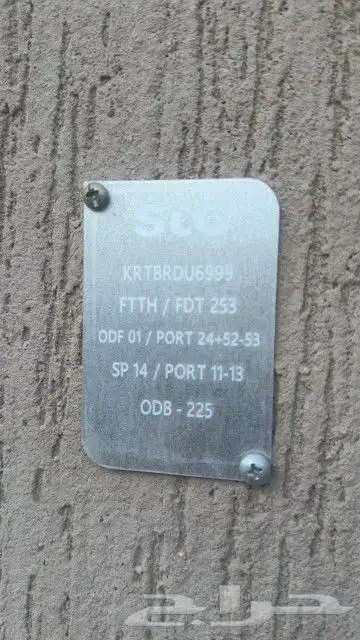 stc
KRTBRDU6999
FTTH / FDT 253
ODF 01 / PORT 24+52-53
SP 14 / PORT 11-13
ODB - 225
حراج